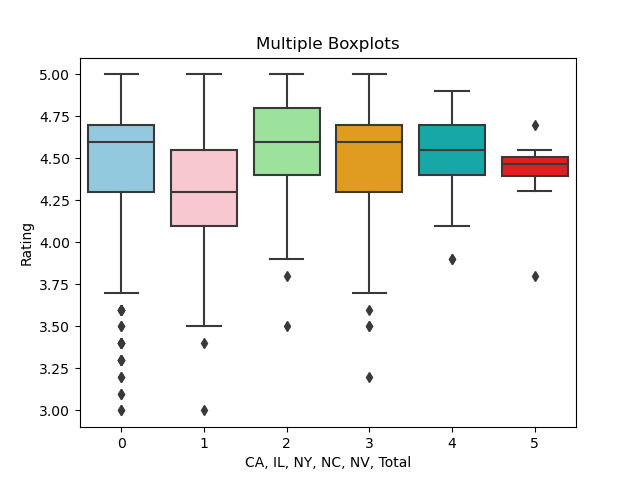 Multiple Boxplots
5.00
4.75
4.50
4.25
4.00
3.75
3.50
3.25
3.00
Rating
0 1 2 3 4 5
CA, IL, NY, NC, NV, Total